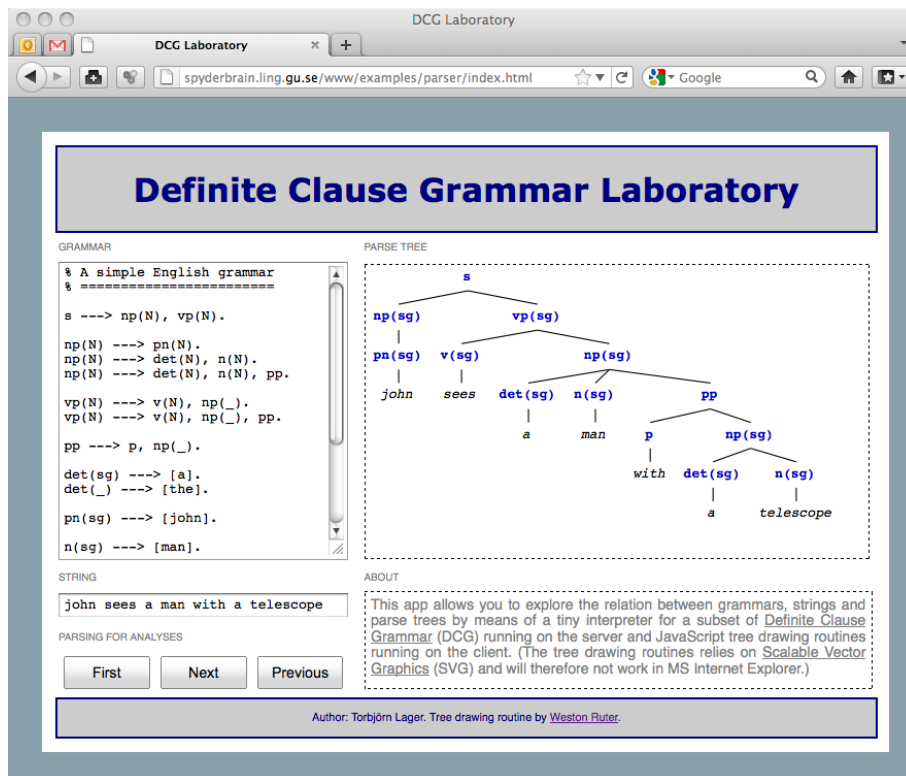 DCG Laboratory
DCG Laboratory
spyderbrain.ling.gu.se/www/examples/parser/index.html
Google
Definite Clause Grammar Laboratory
GRAMMAR
% A simple English grammar
% ========================
s ---> np(N), vp(N).
np(N) ---> pn(N).
np(N) ---> det(N), n(N).
np(N) ---> det(N), n(N), pp.
vp(N) ---> v(N), np(_).
vp(N) ---> v(N), np(_), pp.
pp ---> p, np(_).
det(sg) ---> [a].
det(_) ---> [the].
pn(sg) ---> [john].
n(sg) ---> [man].
PARSE TREE
s
np(sg) vp(sg)
pn(sg) v(sg) np(sg)
john sees det(sg) n(sg) pp
a man p np(sg)
with det(sg) n(sg)
a telescope
STRING
john sees a man with a telescope
PARSING FOR ANALYSES
First Next Previous
ABOUT
This app allows you to explore the relation between grammars, strings and
parse trees by means of a tiny interpreter for a subset of Definite Clause
Grammar (DCG) running on the server and JavaScript tree drawing routines
running on the client. (The tree drawing routines relies on Scalable Vector
Graphics (SVG) and will therefore not work in MS Internet Explorer.)
Author: Torbjörn Lager. Tree drawing routine by Weston Ruter.